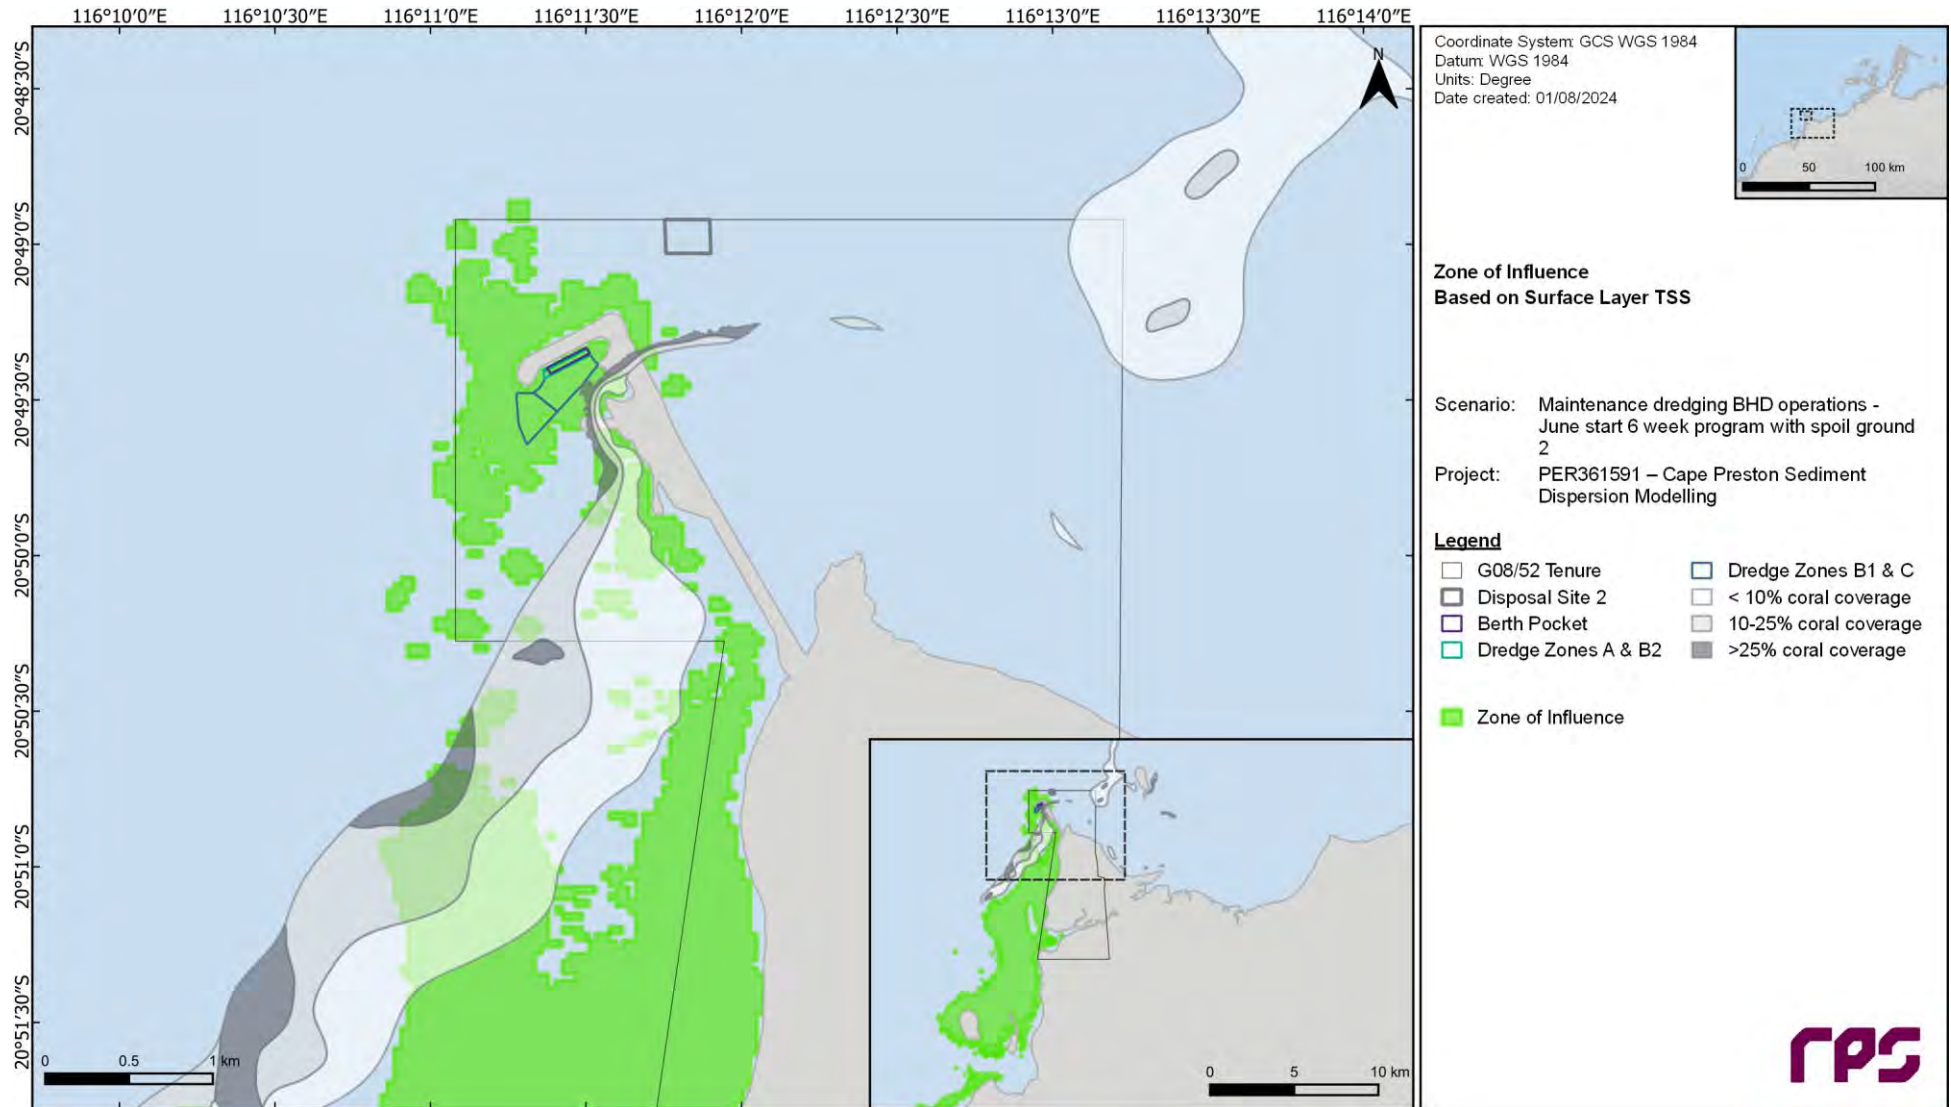 116°10'0"E 116°10'30"E 116°11'0"E 116°11'30"E 116°12'0"E 116°12'30"E 116°13'0"E 116°13'30"E 116°14'0"E
20°48'30"S
20°49'0"S
20°49'30"S
20°50'0"S
20°50'30"S
20°51'0"S
20°51'30"S
N
0 0.5 1 km
0 5 10 km
Coordinate System: GCS WGS 1984
Datum: WGS 1984
Units: Degree
Date created: 01/08/2024
0 50 100 km
Zone of Influence
Based on Surface Layer TSS
Scenario: Maintenance dredging BHD operations -
June start 6 week program with spoil ground
2
Project: PER361591 – Cape Preston Sediment
Dispersion Modelling
Legend
G08/52 Tenure
Disposal Site 2
Berth Pocket
Dredge Zones A & B2
Dredge Zones B1 & C
< 10% coral coverage
10-25% coral coverage
>25% coral coverage
Zone of Influence
rps